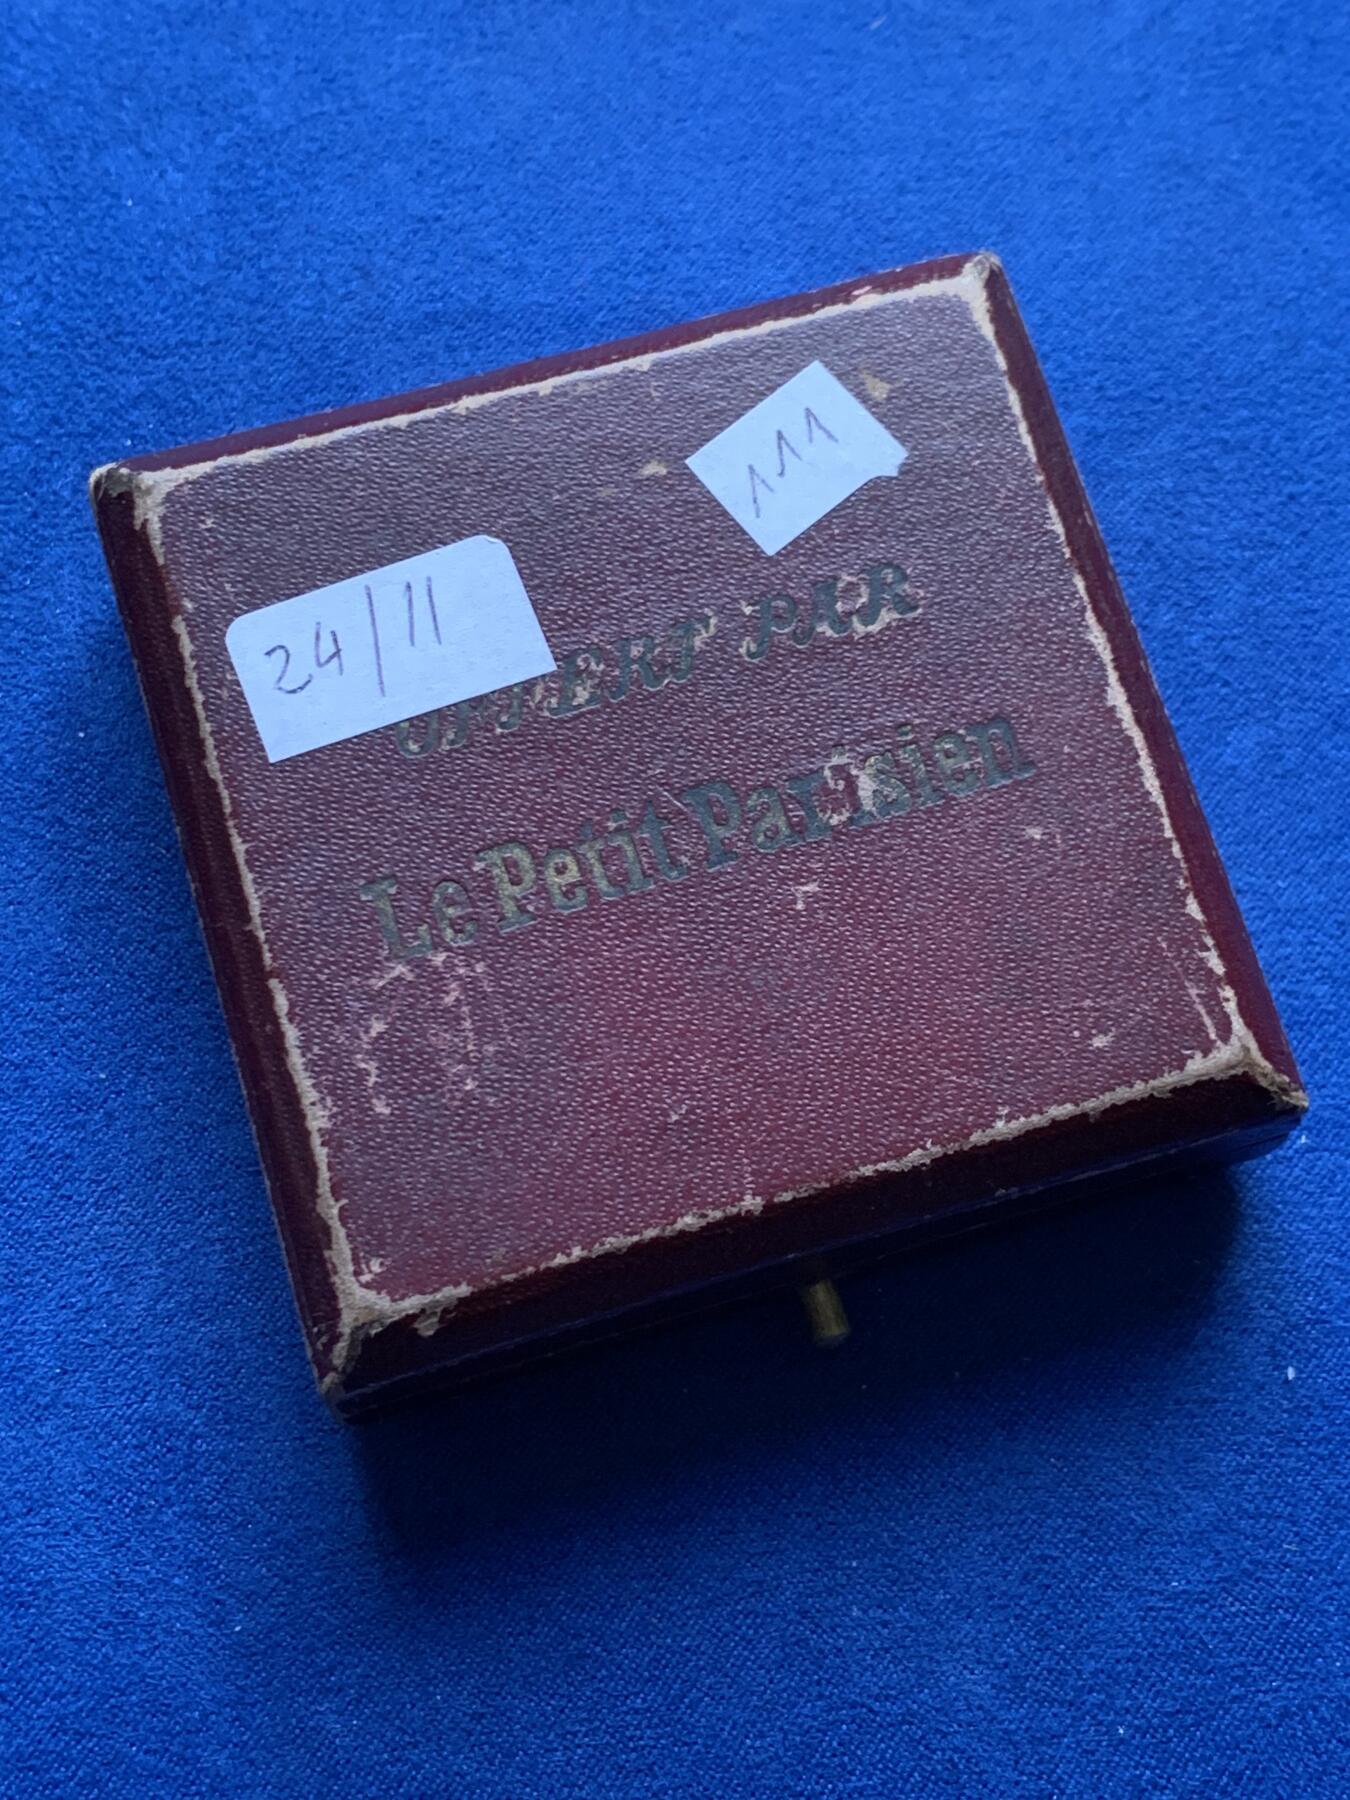 111
24/11
OFFERT PAR
Le Petit Parisien